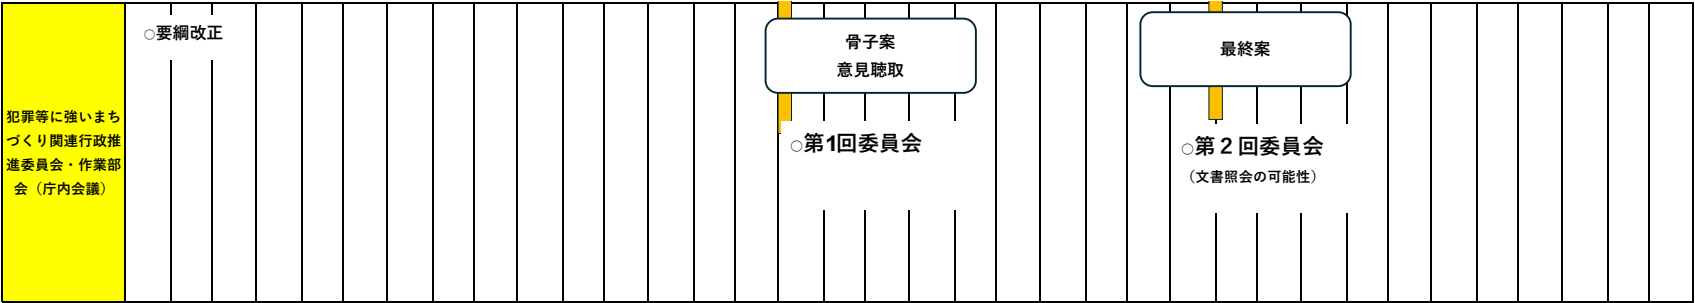 犯罪等に強いまち
づくり関連行政推
進委員会・作業部
会（庁内会議）
○要綱改正
骨子案
意見聴取
○第1回委員会
最終案
○第２回委員会
（文書照会の可能性）